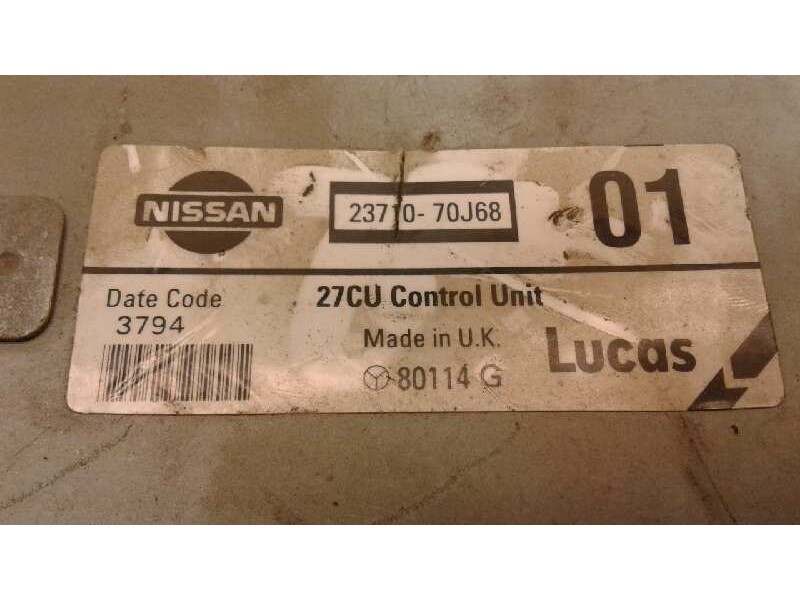 NISSAN
23710-70J68
01
Date Code
3794
27CU Control Unit
Made in U.K.
80114 G
Lucas